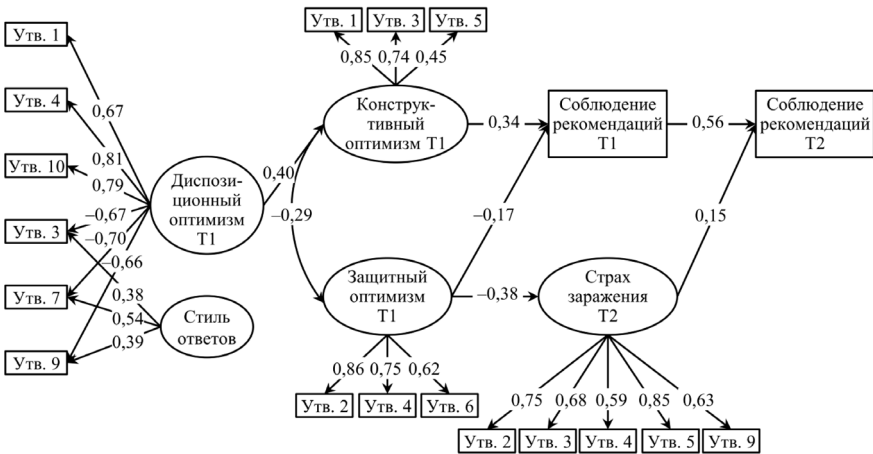 Утв. 1
Утв. 3
Утв. 5
0,85
0,74
0,45
Утв. 1
Утв. 4
Утв. 10
Утв. 3
Утв. 7
Утв. 9
0,67
0,81
0,79
–0,67
–0,70
–0,66
0,38
0,54
0,39
Диспози-
ционный
оптимизм
Т1
Стиль
ответов
0,40
–0,29
Конструк-
тивный
оптимизм Т1
0,34
Соблюдение
рекомендаций
Т1
0,56
Соблюдение
рекомендаций
Т2
–0,17
0,15
Защитный
оптимизм
Т1
–0,38
Страх
заражения
Т2
0,86
0,75
0,62
Утв. 2
Утв. 4
Утв. 6
0,75
0,68
0,59
0,85
0,63
Утв. 2
Утв. 3
Утв. 4
Утв. 5
Утв. 9